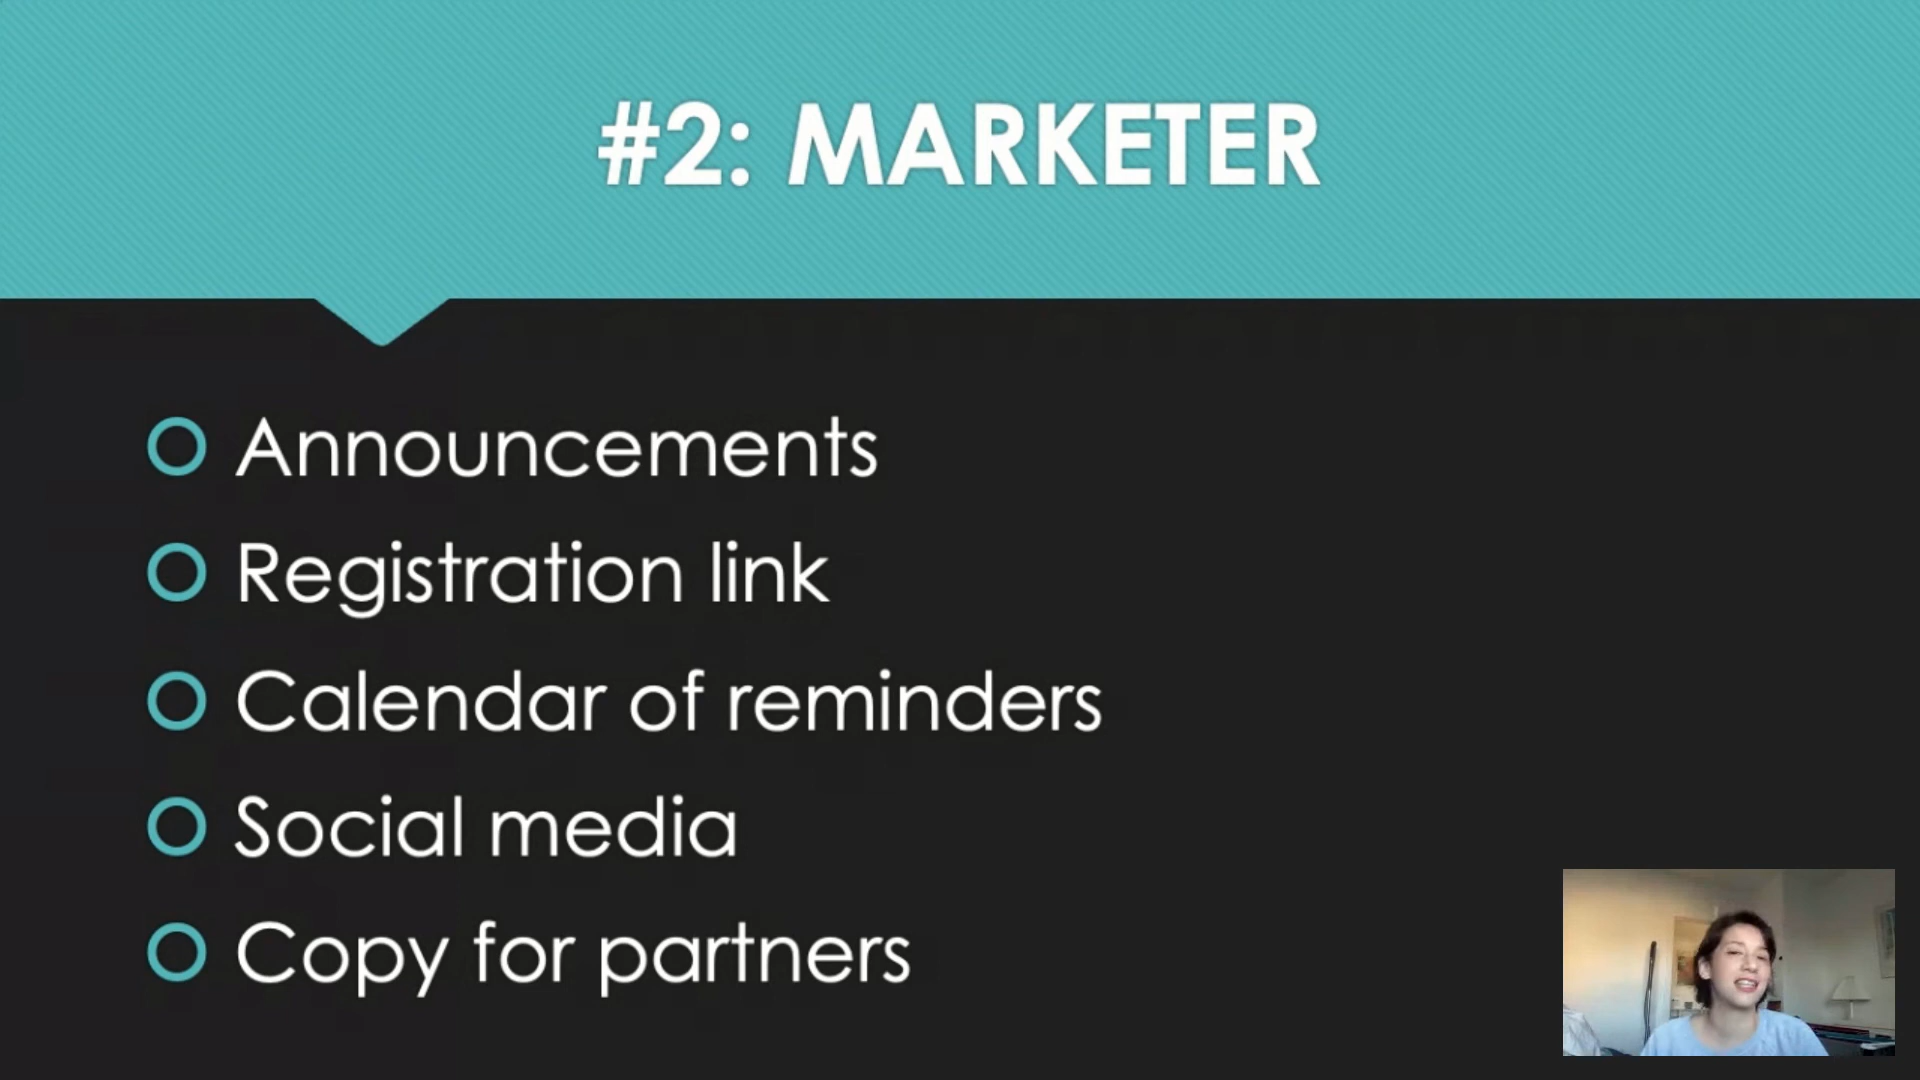 #2: MARKETER
Announcements
Registration link
Calendar of reminders
Social media
Copy for partners